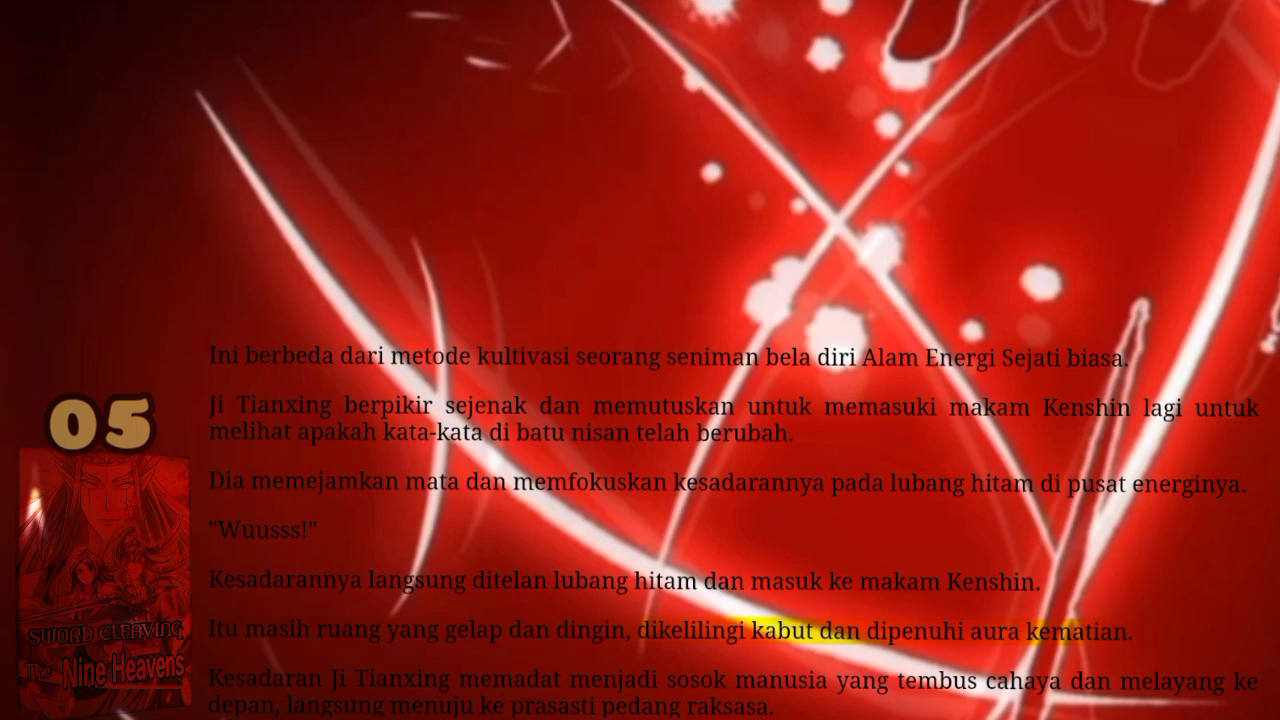 Ini berbeda dari metode kultivasi seorang seniman bela diri Alam Energi Sejati biasa.
Ji Tianxing berpikir sejenak dan memutuskan untuk memasuki makam Kenshin lagi untuk
melihat apakah kata-kata di batu nisan telah berubah.
Dia memejamkan mata dan memfokuskan kesadarannya pada lubang hitam di pusat energinya.
"Wuusss!"
Kesadarannya langsung ditelan lubang hitam dan masuk ke makam Kenshin.
Itu masih ruang yang gelap dan dingin, dikelilingi kabut dan dipenuhi aura kematian.
Kesadaran Ji Tianxing memadat menjadi sosok manusia yang tembus cahaya dan melayang ke
depan, langsung menuju ke prasasti pedang raksasa.
05
SWORD CLEAVING
The Nine Heavens